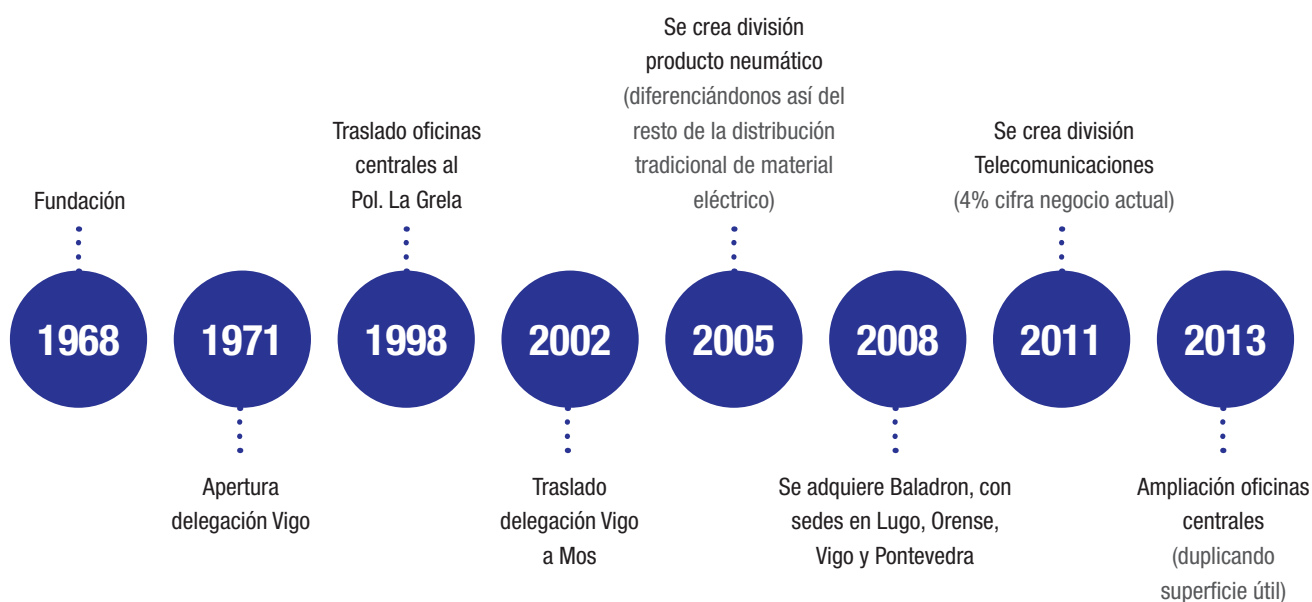 Fundación
1968
1971
Apertura
delegación Vigo
Traslado oficinas
centrales al
Pol. La Grela
1998
2002
Traslado
delegación Vigo
a Mos
Se crea división
producto neumático
(diferenciándonos así del
resto de la distribución
tradicional de material
eléctrico)
2005
2008
Se adquiere Baladron, con
sedes en Lugo, Orense,
Vigo y Pontevedra
Se crea división
Telecomunicaciones
(4% cifra negocio actual)
2011
2013
Ampliación oficinas
centrales
(duplicando
superficie útil)